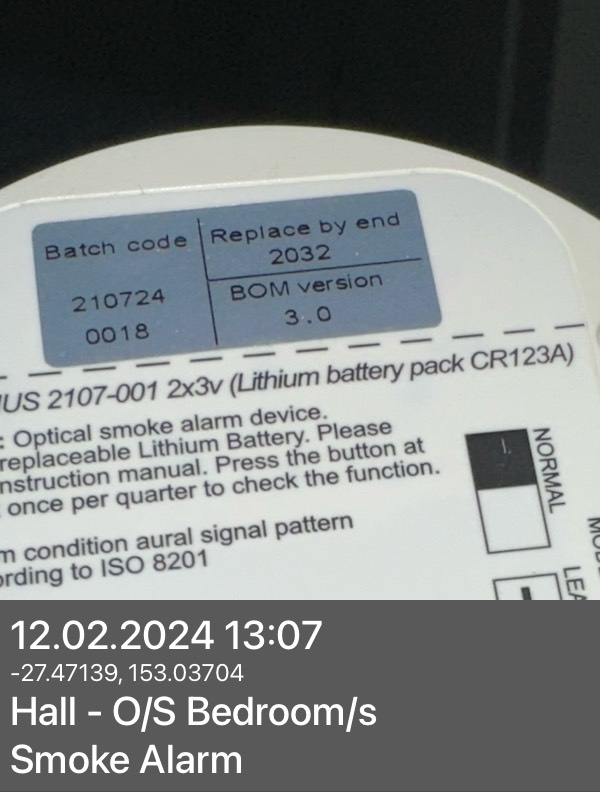 Batch code
210724
0018
Replace by end
2032
BOM version
3.0
2107-001 2x3v (Lithium battery pack CR123A)
: Optical smoke alarm device.
replaceable Lithium Battery. Please
instruction manual. Press the button at
once per quarter to check the function.
condition aural signal pattern
to ISO 8201
NORMAL
12.02.2024 13:07
-27.47139, 153.03704
Hall - O/S Bedroom/s
Smoke Alarm